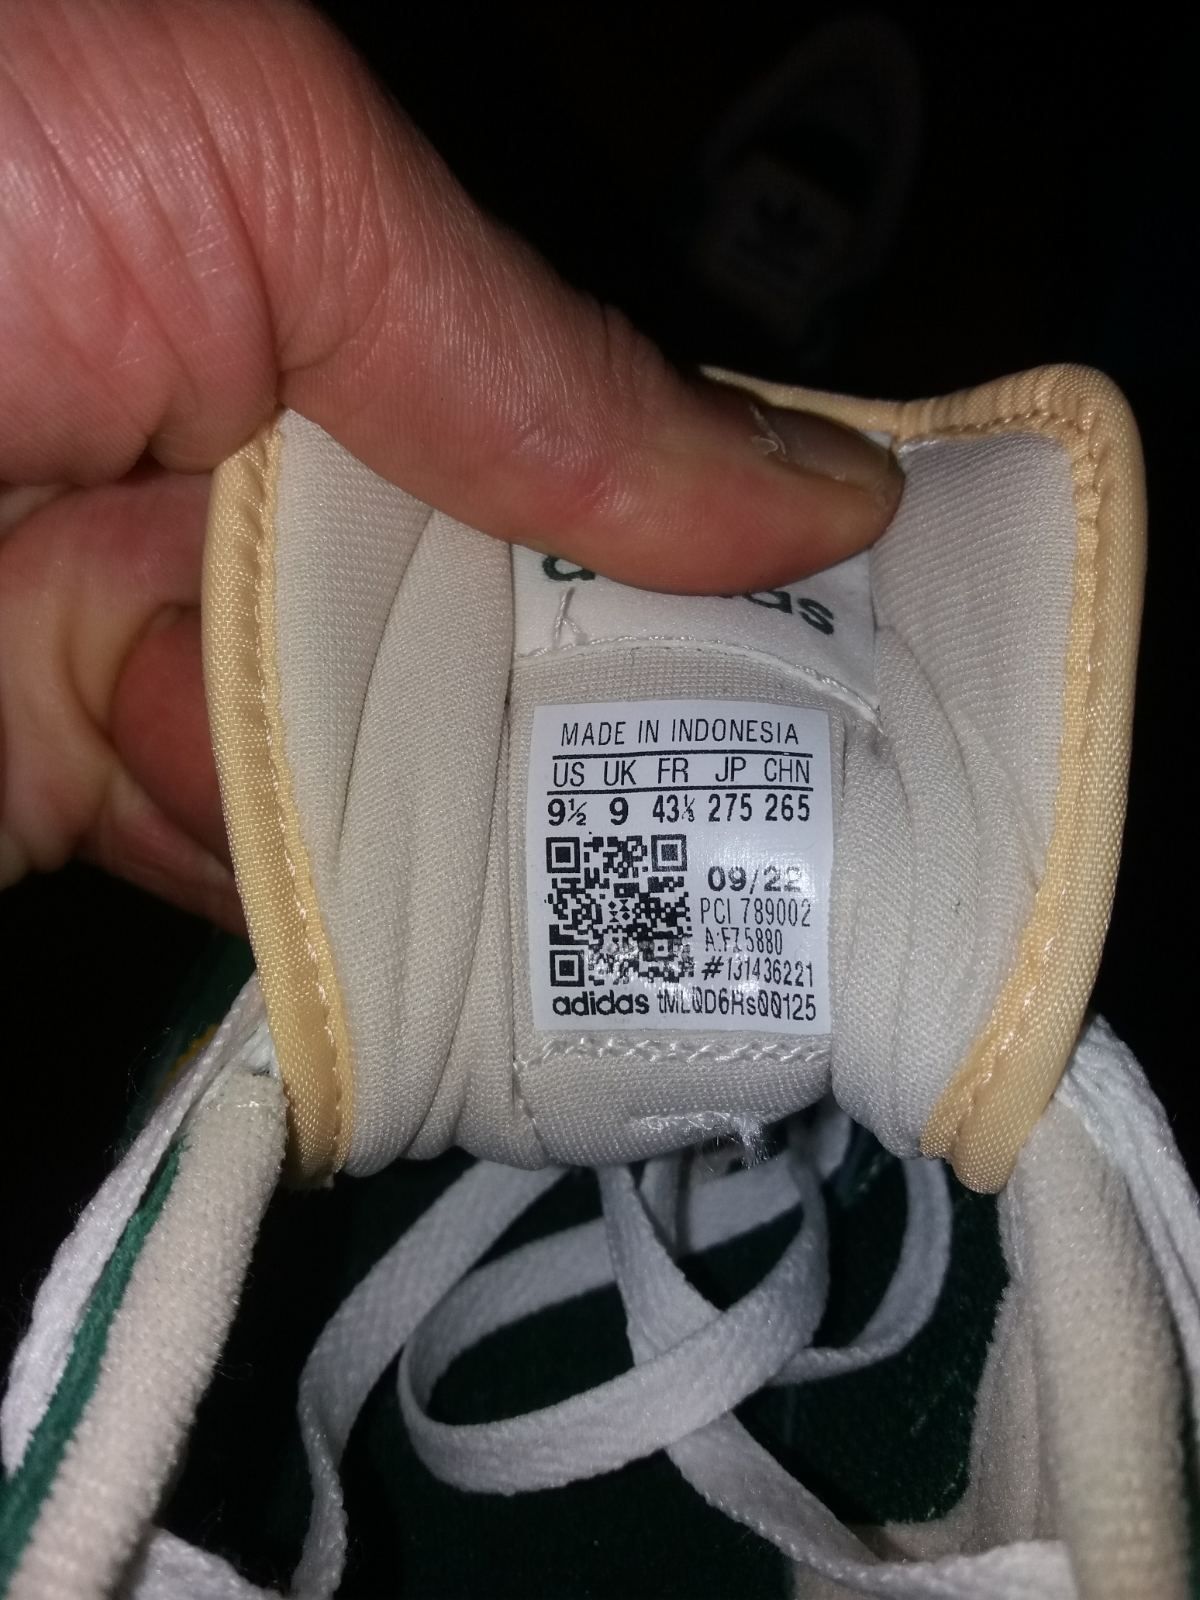 MADE IN INDONESIA
US UK FR JP CHN
9½ 9 43⅓ 275 265
09/22
PCI 789002
A:FZ5880
#131436221
adidas tMLQD6HsQQ125